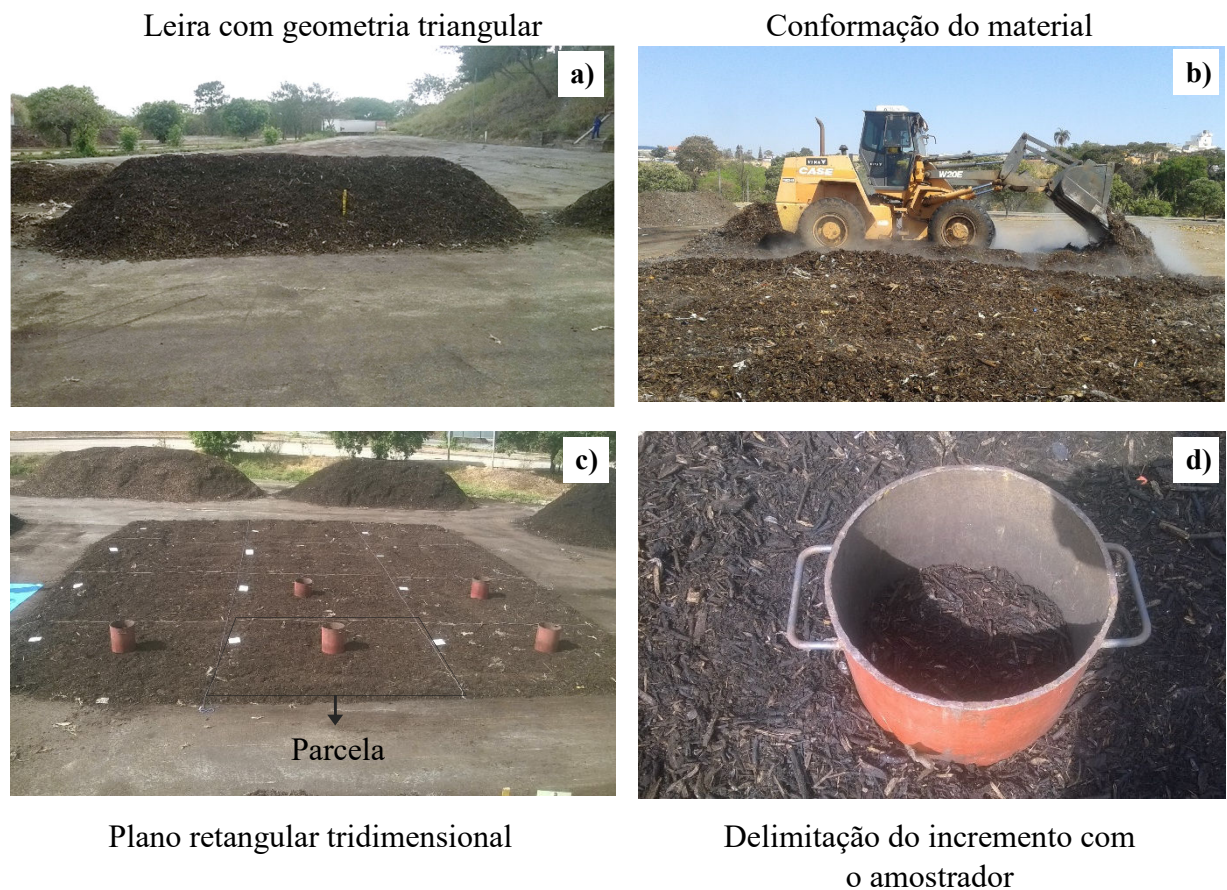 Leira com geometria triangular
Conformação do material
a)
b)
CASE
W20E
c)
d)
Parcela
Plano retangular tridimensional
Delimitação do incremento com
o amostrador